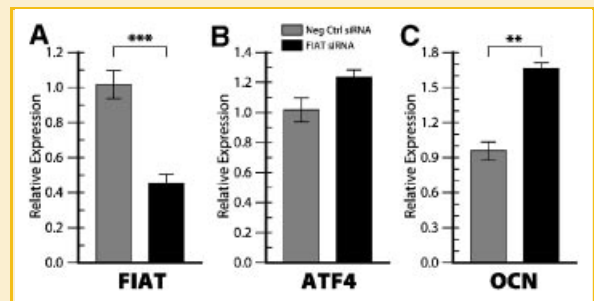 A
***
Relative Expression
1.2
1.0
0.8
0.6
0.4
0.2
0.0
FIAT
B
Neg Ctrl siRNA
FIAT siRNA
Relative Expression
1.4
1.2
1.0
0.8
0.6
0.4
0.2
0.0
ATF4
C
**
Relative Expression
1.8
1.5
1.2
0.9
0.6
0.3
0.0
OCN